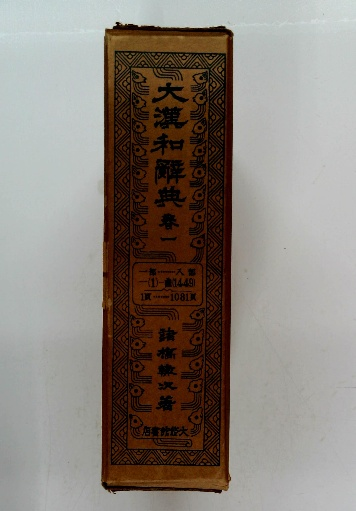 大漢和辭典 卷一
一部——八部
一(1)—
1頁……1081頁
諸橋轍次著
大修館書店